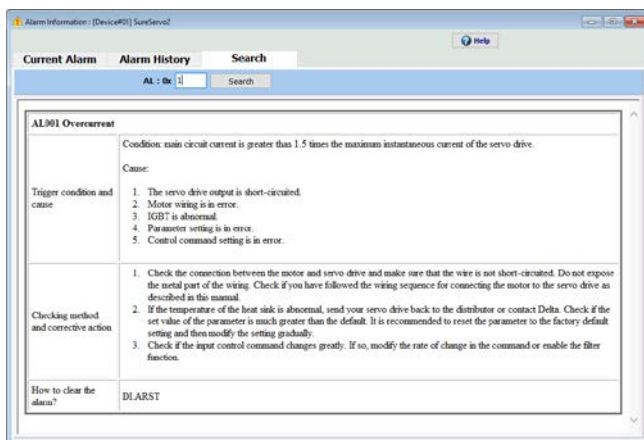 Alarm Information : [Device#01] SureServo2
Help
Current Alarm Alarm History Search
AL : 0x 1 Search
AL001 Overcurrent
Trigger condition and
cause
Condition: main circuit current is greater than 1.5 times the maximum instantaneous current of the servo drive.
Cause:
1. The servo drive output is short-circuited.
2. Motor wiring is in error.
3. IGBT is abnormal.
4. Parameter setting is in error.
5. Control command setting is in error.
Checking method
and corrective action
1. Check the connection between the motor and servo drive and make sure that the wire is not short-circuited. Do not expose
the metal part of the wiring. Check if you have followed the wiring sequence for connecting the motor to the servo drive as
described in this manual.
2. If the temperature of the heat sink is abnormal, send your servo drive back to the distributor or contact Delta. Check if the
set value of the parameter is much greater than the default. It is recommended to reset the parameter to the factory default
setting and then modify the setting gradually.
3. Check if the input control command changes greatly. If so, modify the rate of change in the command or enable the filter
function.
How to clear the
alarm?
DI.ARST